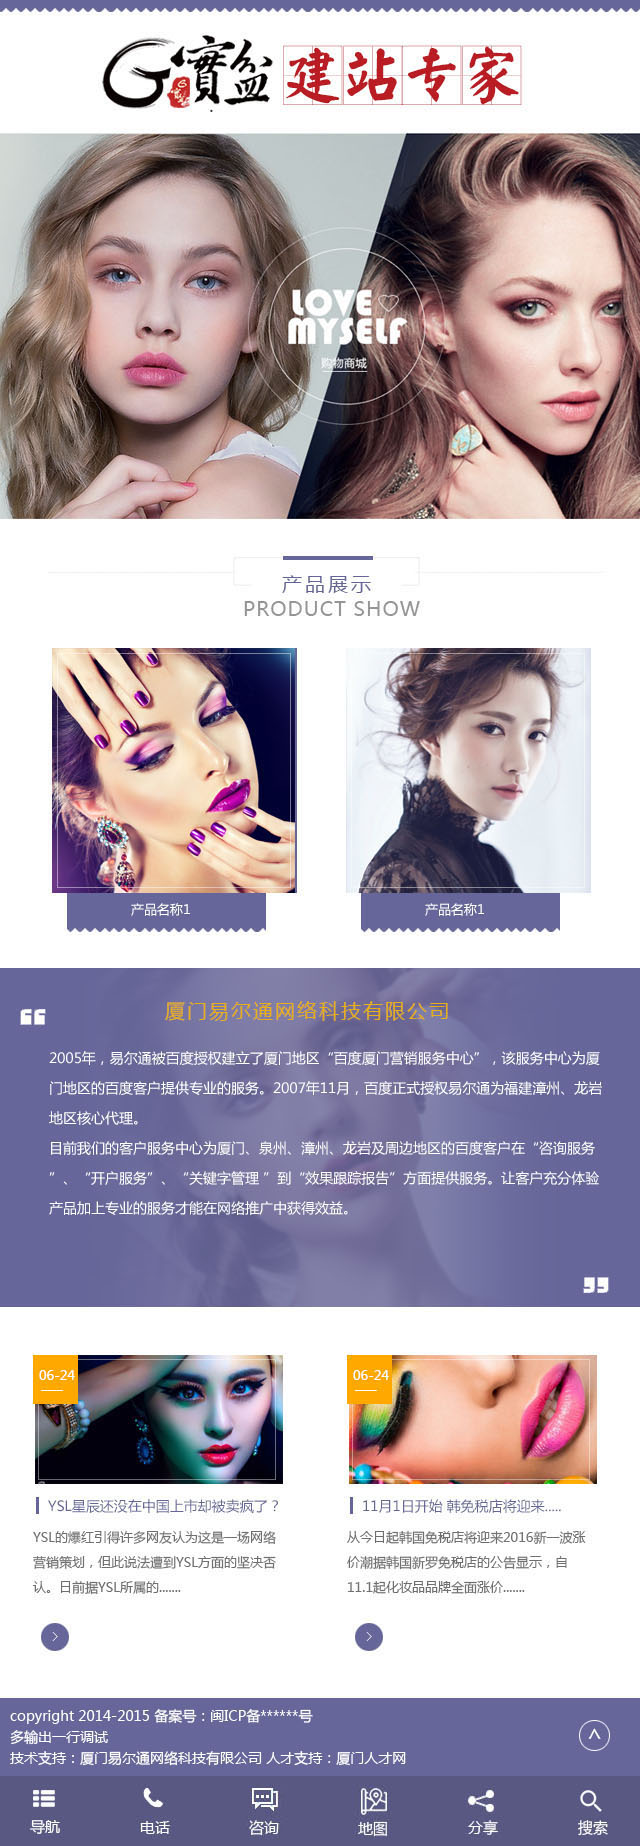 G寶盆 建站专家
LOVE
MYSELF
购物商城
产品展示
PRODUCT SHOW
产品名称1
产品名称1
厦门易尔通网络科技有限公司
2005年，易尔通被百度授权建立了厦门地区“百度厦门营销服务中心”，该服务中心为厦
门地区的百度客户提供专业的服务。2007年11月，百度正式授权易尔通为福建漳州、龙岩
地区核心代理。
目前我们的客户服务中心为厦门、泉州、漳州、龙岩及周边地区的百度客户在“咨询服务
”、“开户服务”、“关键字管理 ”到“效果跟踪报告”方面提供服务。让客户充分体验
产品加上专业的服务才能在网络推广中获得效益。
06-24
YSL星辰还没在中国上市却被卖疯了？
YSL的爆红引得许多网友认为这是一场网络
营销策划，但此说法遭到YSL方面的坚决否
认。日前据YSL所属的.......
06-24
11月1日开始 韩免税店将迎来.....
从今日起韩国免税店将迎来2016新一波涨
价潮据韩国新罗免税店的公告显示，自
11.1起化妆品品牌全面涨价.......
copyright 2014-2015 备案号：闽ICP备******号
多输出一行调试
技术支持：厦门易尔通网络科技有限公司 人才支持：厦门人才网
导航
电话
咨询
地图
分享
搜索